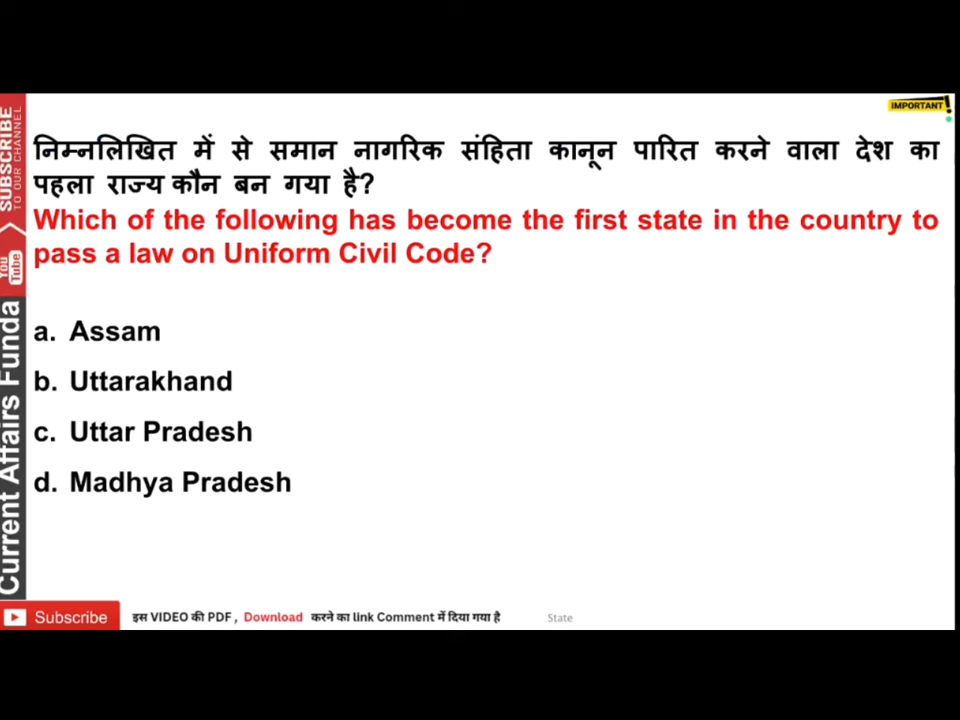 IMPORTANT!
निम्नलिखित में से समान नागरिक संहिता कानून पारित करने वाला देश का
पहला राज्य कौन बन गया है?
Which of the following has become the first state in the country to
pass a law on Uniform Civil Code?
a. Assam
b. Uttarakhand
c. Uttar Pradesh
d. Madhya Pradesh
SUBSCRIBE
TO OUR CHANNEL
You Tube
Current Affairs Funda
Subscribe
इस VIDEO की PDF , Download करने का link Comment में दिया गया है
State